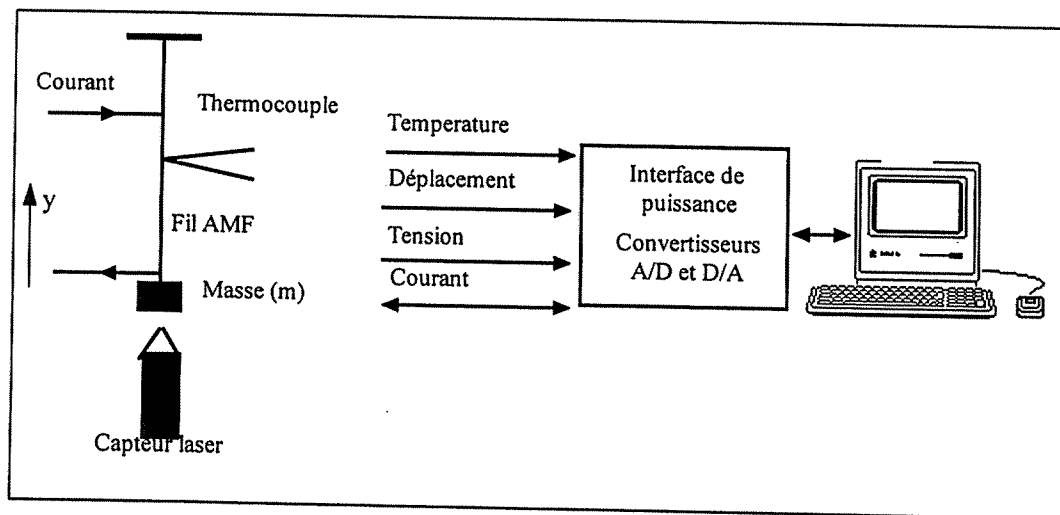 Courant
Thermocouple
y
Fil AMF
Masse (m)
Capteur laser
Temperature
Déplacement
Tension
Courant
Interface de
puissance
Convertisseurs
A/D et D/A